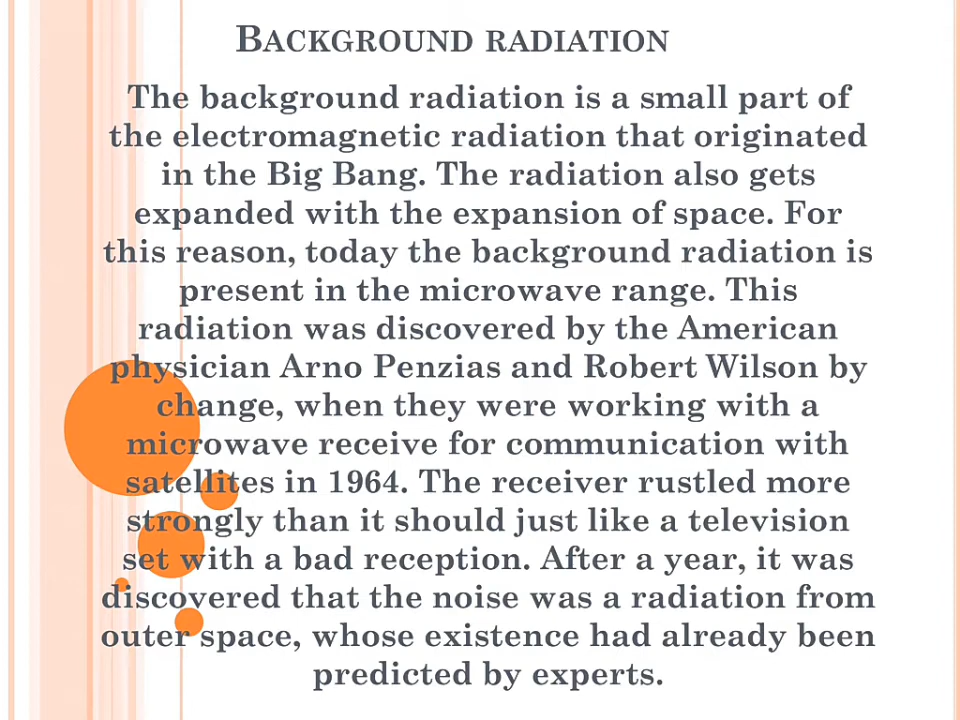 Background radiation
The background radiation is a small part of
the electromagnetic radiation that originated
in the Big Bang. The radiation also gets
expanded with the expansion of space. For
this reason, today the background radiation is
present in the microwave range. This
radiation was discovered by the American
physician Arno Penzias and Robert Wilson by
change, when they were working with a
microwave receive for communication with
satellites in 1964. The receiver rustled more
strongly than it should just like a television
set with a bad reception. After a year, it was
discovered that the noise was a radiation from
outer space, whose existence had already been
predicted by experts.